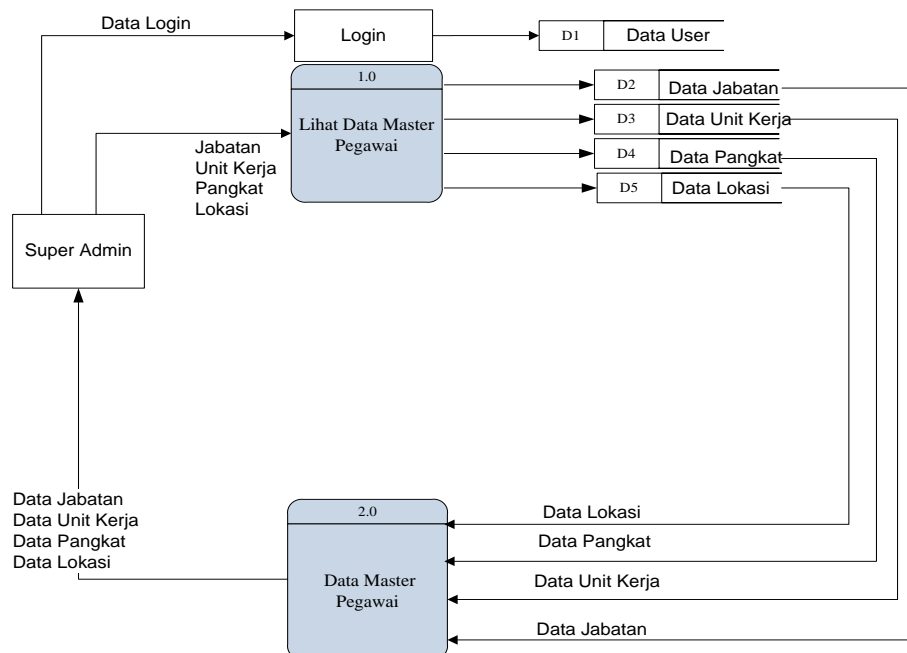 Data Login
Login
D1
Data User
1.0
Lihat Data Master
Pegawai
D2
Data Jabatan
D3
Data Unit Kerja
D4
Data Pangkat
D5
Data Lokasi
Jabatan
Unit Kerja
Pangkat
Lokasi
Super Admin
Data Jabatan
Data Unit Kerja
Data Pangkat
Data Lokasi
2.0
Data Master
Pegawai
Data Lokasi
Data Pangkat
Data Unit Kerja
Data Jabatan